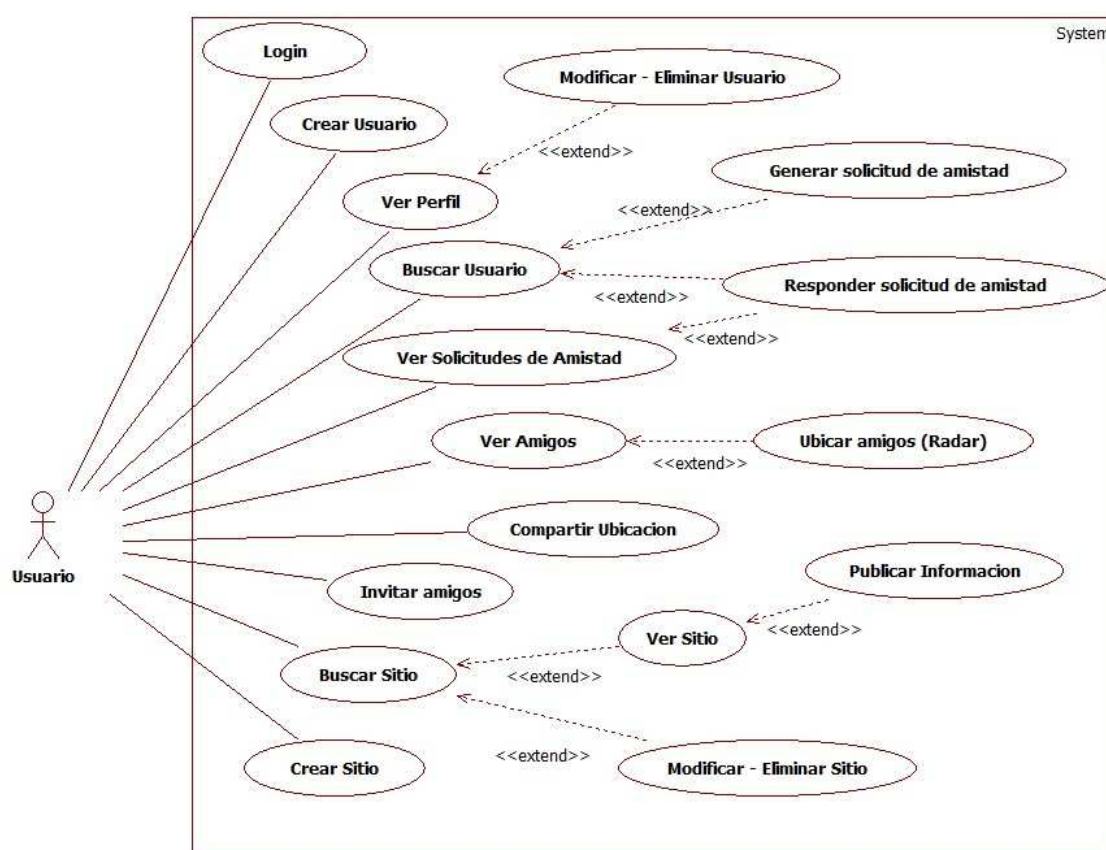 System
Login
Modificar - Eliminar Usuario
Crear Usuario
<<extend>>
Generar solicitud de amistad
Ver Perfil
<<extend>>
Buscar Usuario
Responder solicitud de amistad
<<extend>>
<<extend>>
Ver Solicitudes de Amistad
Ver Amigos
Ubicar amigos (Radar)
<<extend>>
Compartir Ubicacion
Publicar Informacion
Usuario
Invitar amigos
<<extend>>
Ver Sitio
Buscar Sitio
<<extend>>
<<extend>>
Crear Sitio
Modificar - Eliminar Sitio